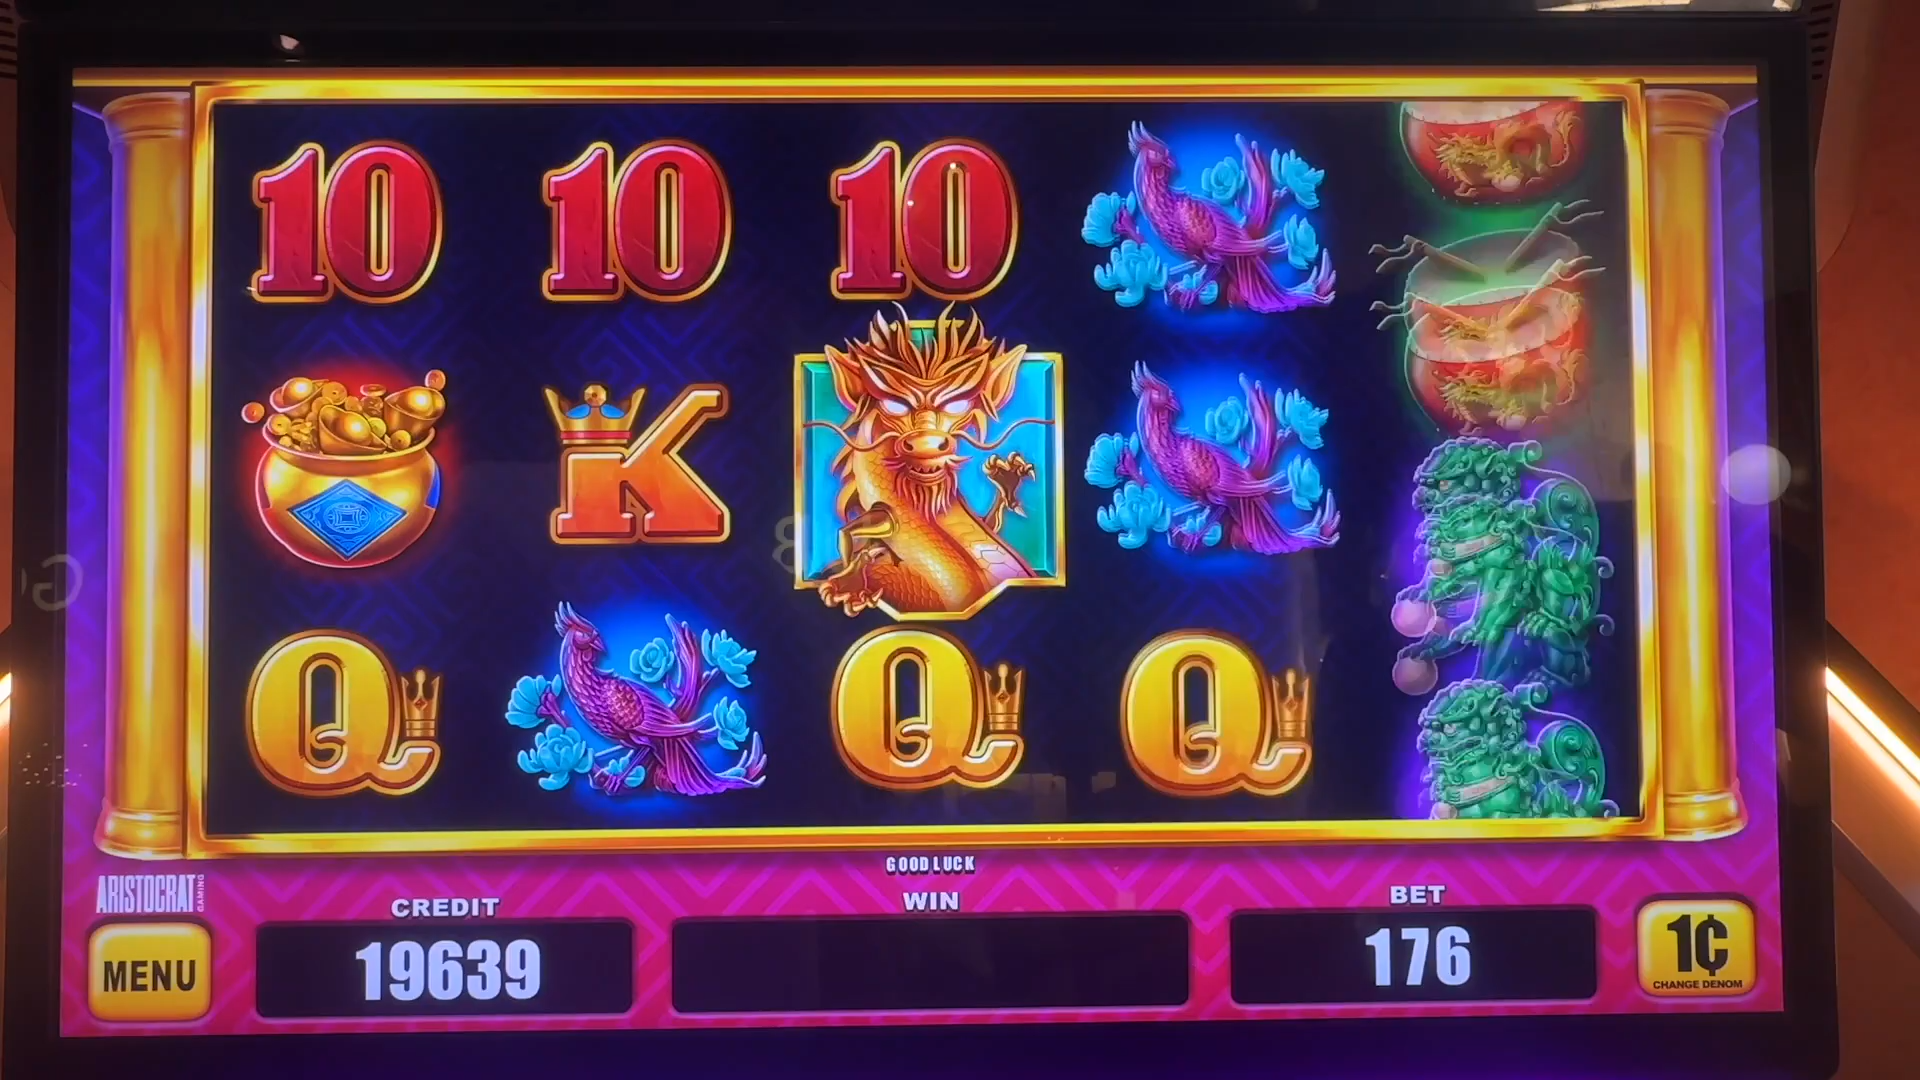 10 10 10
K
Q Q Q
GOOD LUCK
ARISTOCRAT GAMING
CREDIT WIN BET
MENU 19639 176 1¢
CHANGE DENOM